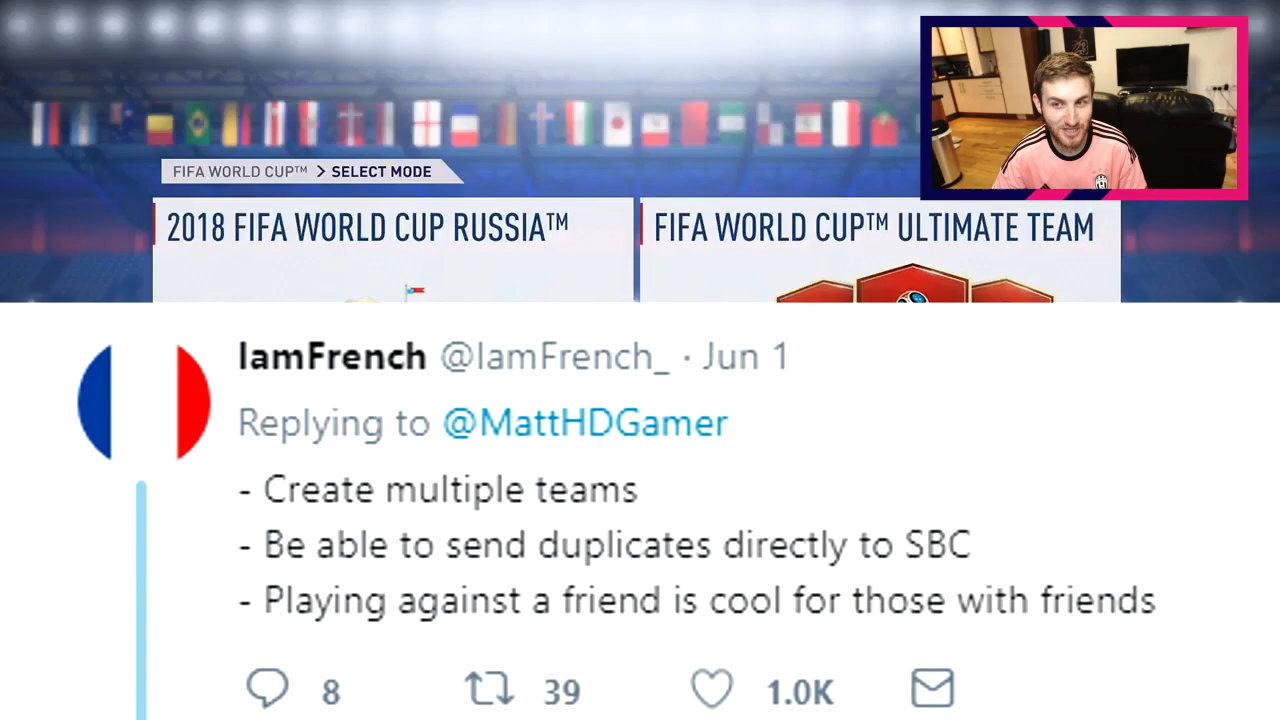 FIFA WORLD CUP™ > SELECT MODE
2018 FIFA WORLD CUP RUSSIA™
FIFA WORLD CUP™ ULTIMATE TEAM
IamFrench @IamFrench_ · Jun 1
Replying to @MattHDGamer
- Create multiple teams
- Be able to send duplicates directly to SBC
- Playing against a friend is cool for those with friends
8 39 1.0K